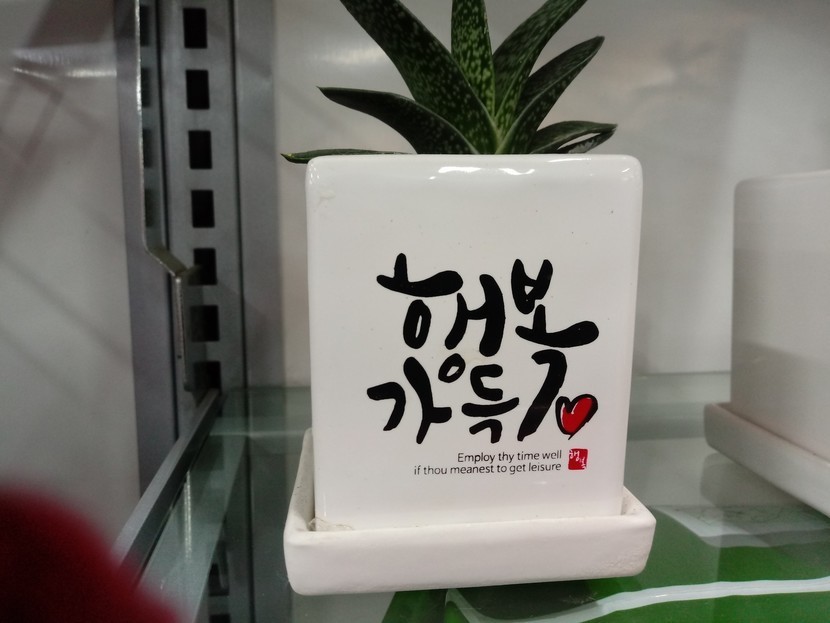 행복
가득
Employ thy time well
if thou meanest to get leisure